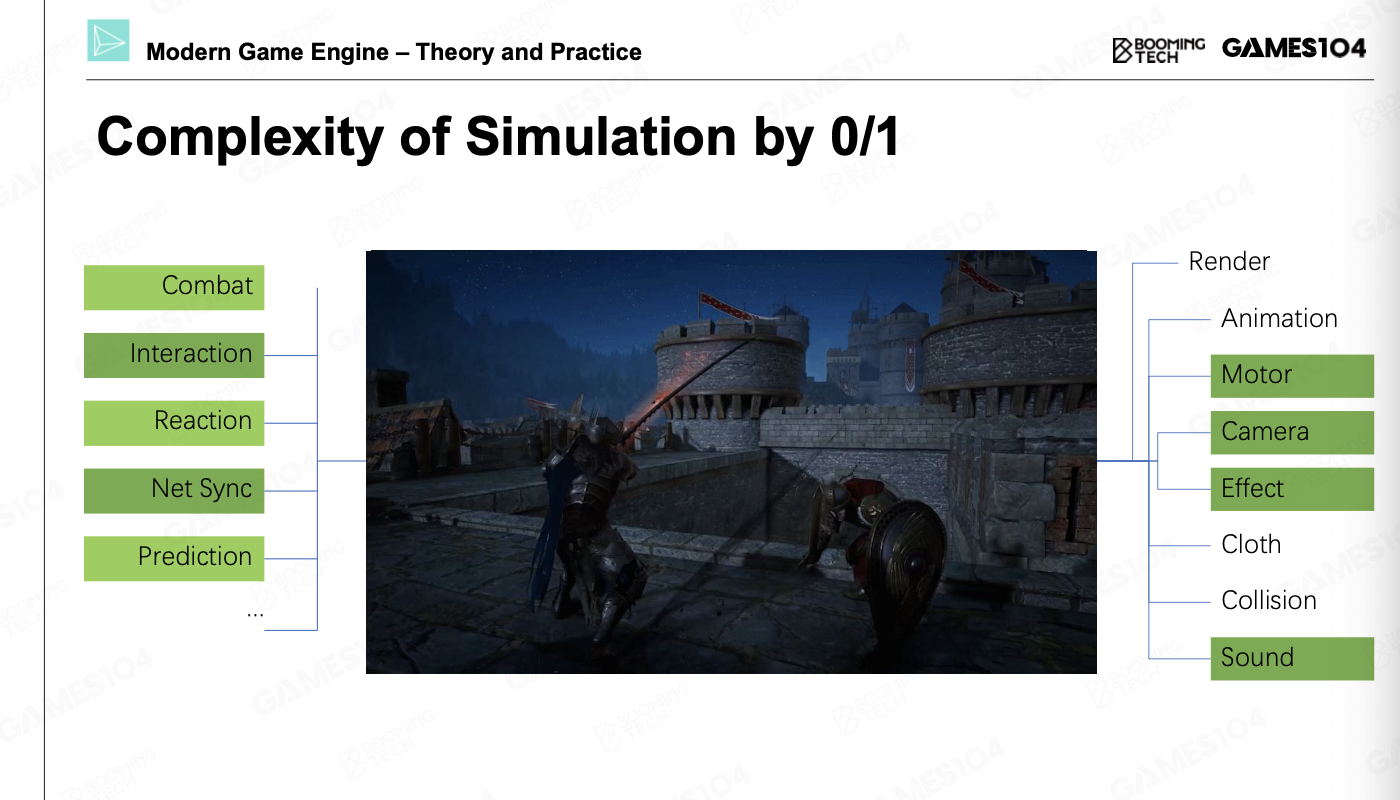 Modern Game Engine – Theory and Practice
BOOMING
TECH
GAMES104
Complexity of Simulation by 0/1
Combat
Interaction
Reaction
Net Sync
Prediction
...
Render
Animation
Motor
Camera
Effect
Cloth
Collision
Sound